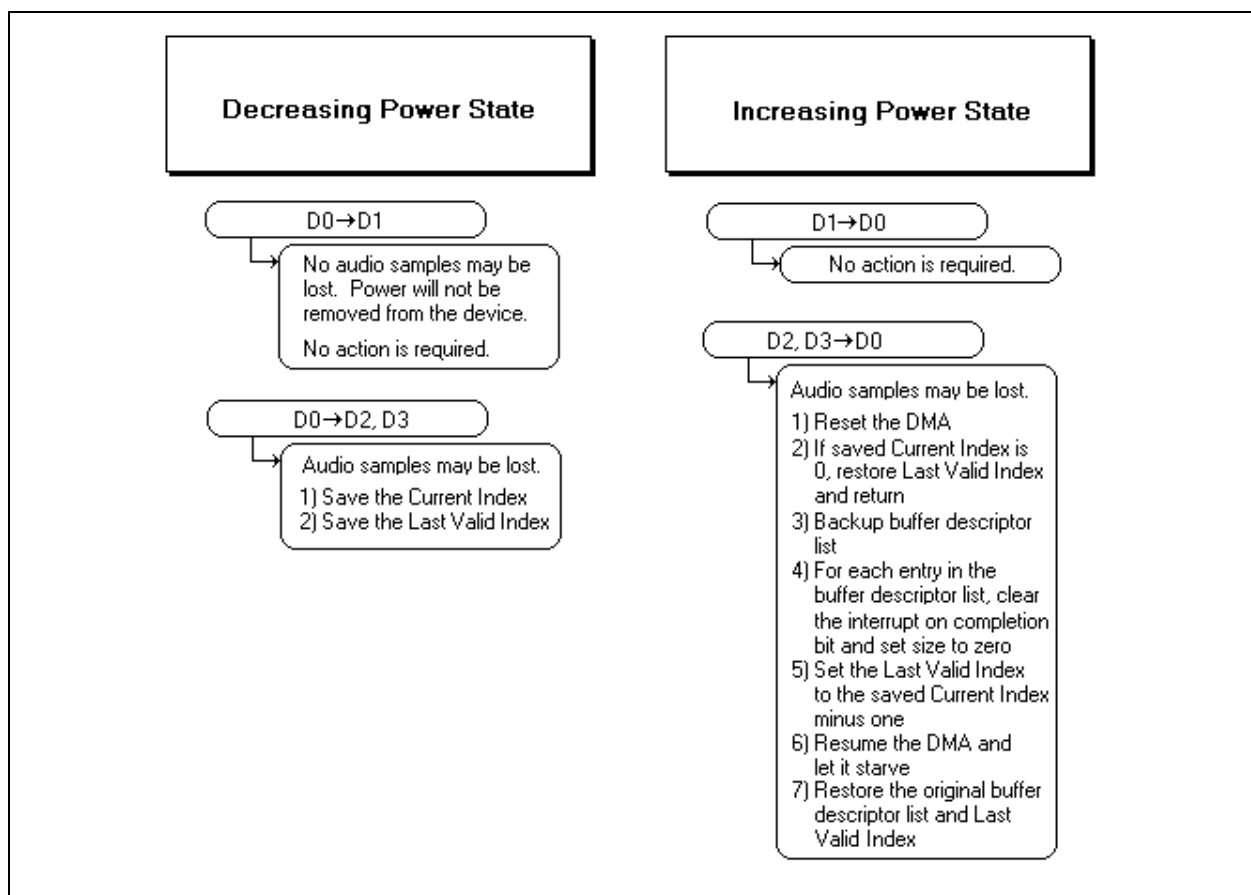 Decreasing Power State
D0→D1
No audio samples may be
lost. Power will not be
removed from the device.
No action is required.
D0→D2, D3
Audio samples may be lost.
1) Save the Current Index
2) Save the Last Valid Index
Increasing Power State
D1→D0
No action is required.
D2, D3→D0
Audio samples may be lost.
1) Reset the DMA
2) If saved Current Index is
0, restore Last Valid Index
and return
3) Backup buffer descriptor
list
4) For each entry in the
buffer descriptor list, clear
the interrupt on completion
bit and set size to zero
5) Set the Last Valid Index
to the saved Current Index
minus one
6) Resume the DMA and
let it starve
7) Restore the original buffer
descriptor list and Last
Valid Index